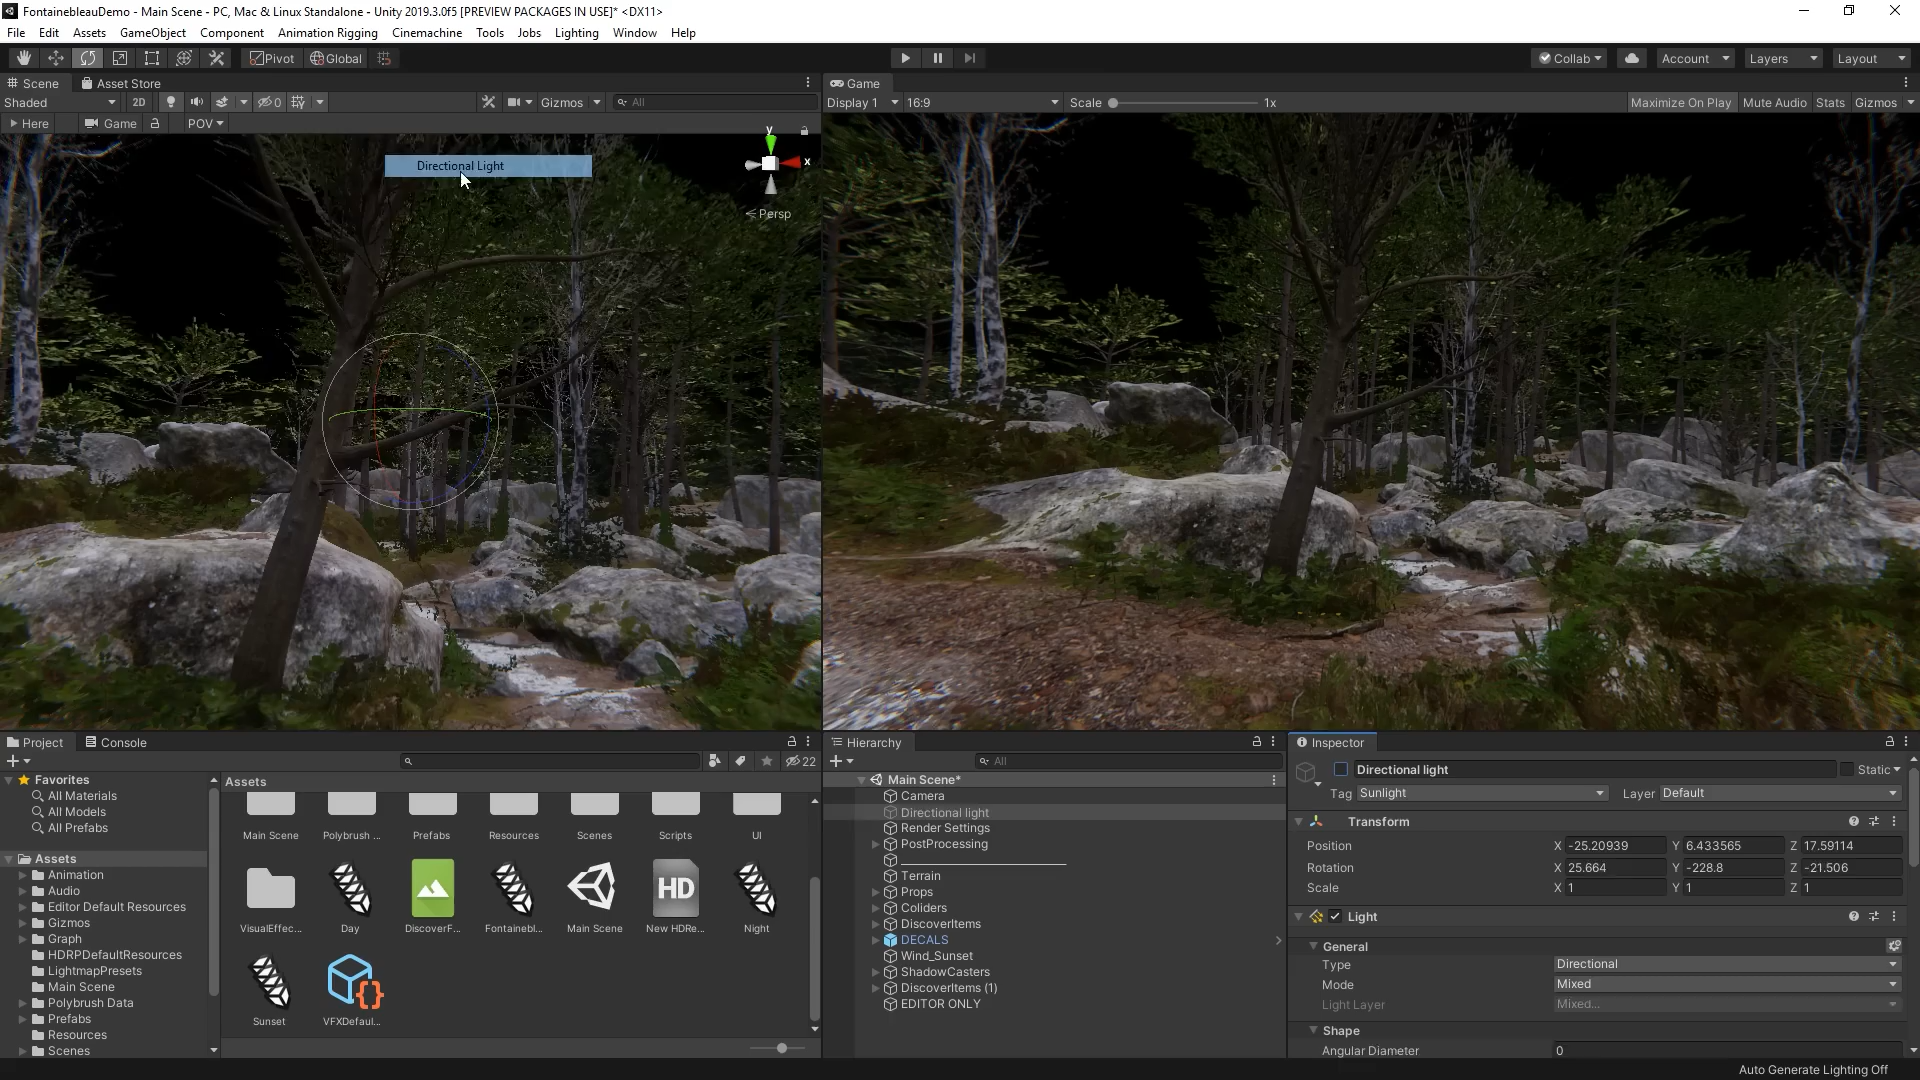 FontainebleauDemo - Main Scene - PC, Mac & Linux Standalone - Unity 2019.3.0f5 [PREVIEW PACKAGES IN USE]* <DX11>
File Edit Assets GameObject Component Animation Rigging Cinemachine Tools Jobs Lighting Window Help
Pivot Global Collab Account Layers Layout
Scene Asset Store
Shaded 2D 0 Gizmos All
Here Game POV
Directional Light
y
x
Persp
Game
Display 1 16:9 Scale 1x Maximize On Play Mute Audio Stats Gizmos
Project Console
22
Favorites
All Materials
All Models
All Prefabs
Assets
Animation
Audio
Editor Default Resources
Gizmos
Graph
HDRPDefaultResources
LightmapPresets
Main Scene
Polybrush Data
Prefabs
Resources
Scenes
Assets
Main Scene Polybrush ... Prefabs Resources Scenes Scripts UI
HD
VisualEffec... Day DiscoverF... Fontainebl... Main Scene New HDRe... Night
Sunset VFXDefaul...
Hierarchy
All
Main Scene*
Camera
Directional light
Render Settings
PostProcessing
_________________________
Terrain
Props
Coliders
DiscoverItems
DECALS
Wind_Sunset
ShadowCasters
DiscoverItems (1)
EDITOR ONLY
Inspector
Directional light Static
Tag Sunlight Layer Default
Transform
Position X -25.20939 Y 6.433565 Z 17.59114
Rotation X 25.664 Y -228.8 Z -21.506
Scale X 1 Y 1 Z 1
Light
General
Type Directional
Mode Mixed
Light Layer Mixed...
Shape
Angular Diameter 0
Auto Generate Lighting Off